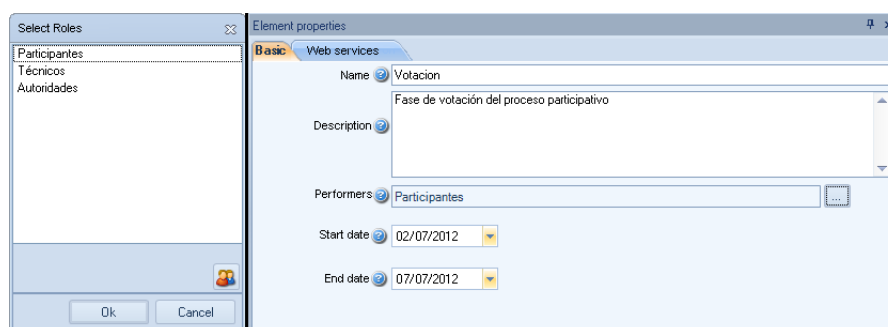 Select Roles
Participantes
Técnicos
Autoridades
Ok
Cancel
Element properties
Basic
Web services
Name
Votacion
Description
Fase de votación del proceso participativo
Performers
Participantes
...
Start date
02/07/2012
End date
07/07/2012